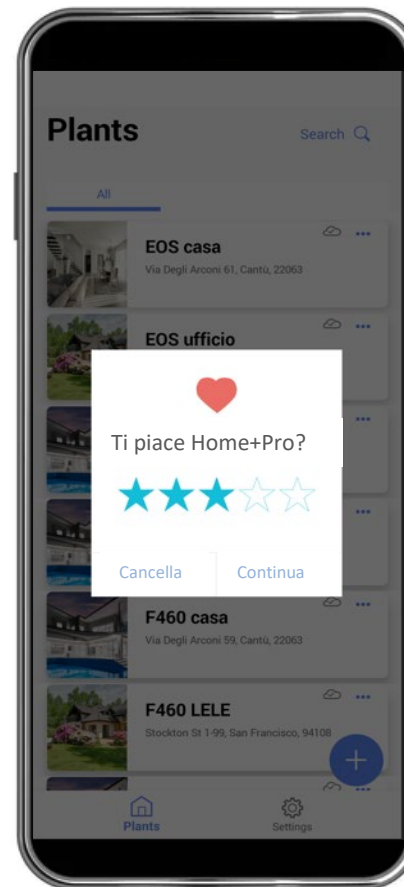 Plants
Search
All
EOS casa
Via Degli Arconi 61, Cantù, 22063
EOS ufficio
Ti piace Home+Pro?
Cancella
Continua
F460 casa
Via Degli Arconi 59, Cantù, 22063
F460 LELE
Stockton St 1-99, San Francisco, 94108
Plants
Settings